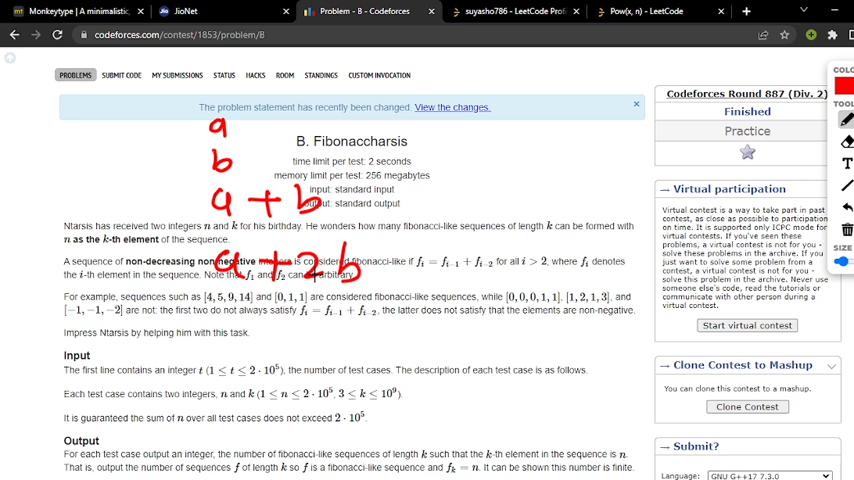 Monkeytype | A minimalistic,
JioNet
Problem - B - Codeforces
suyasho786 - LeetCode Prof
Pow(x, n) - LeetCode
codeforces.com/contest/1853/problem/B
PROBLEMS SUBMIT CODE MY SUBMISSIONS STATUS HACKS ROOM STANDINGS CUSTOM INVOCATION
The problem statement has recently been changed. View the changes.
a
b
a + b
a + 2b
B. Fibonaccharsis
time limit per test: 2 seconds
memory limit per test: 256 megabytes
input: standard input
output: standard output
Ntarsis has received two integers n and k for his birthday. He wonders how many fibonacci-like sequences of length k can be formed with
n as the k-th element of the sequence.
A sequence of non-decreasing non-negative is considered fibonacci-like if f_i = f_{i-1} + f_{i-2} for all i > 2, where f_i denotes
the i-th element in the sequence. Note that f_1 and f_2 can arbitrary.
For example, sequences such as [4, 5, 9, 14] and [0, 1, 1] are considered fibonacci-like sequences, while [0, 0, 0, 1, 1], [1, 2, 1, 3], and
[−1, −1, −2] are not: the first two do not always satisfy f_i = f_{i-1} + f_{i-2}, the latter does not satisfy that the elements are non-negative.
Impress Ntarsis by helping him with this task.
Input
The first line contains an integer t (1 ≤ t ≤ 2 · 10^5), the number of test cases. The description of each test case is as follows.
Each test case contains two integers, n and k (1 ≤ n ≤ 2 · 10^5, 3 ≤ k ≤ 10^9).
It is guaranteed the sum of n over all test cases does not exceed 2 · 10^5.
Output
For each test case output an integer, the number of fibonacci-like sequences of length k such that the k-th element in the sequence is n.
That is, output the number of sequences f of length k so f is a fibonacci-like sequence and f_k = n. It can be shown this number is finite.
Codeforces Round 887 (Div. 2)
Finished
Practice
→ Virtual participation
Virtual contest is a way to take part in past
contest, as close as possible to participation
on time. It is supported only ICPC mode for
virtual contests. If you've seen these
problems, a virtual contest is not for you -
solve these problems in the archive. If you
just want to solve some problem from a
contest, a virtual contest is not for you -
solve this problem in the archive. Never
use someone else's code, read the tutorials
or communicate with other person during a
virtual contest.
Start virtual contest
→ Clone Contest to Mashup
You can clone this contest to a mashup.
Clone Contest
→ Submit?
Language: GNU G++17 7.3.0
COLO
TOOL
T
SIZE